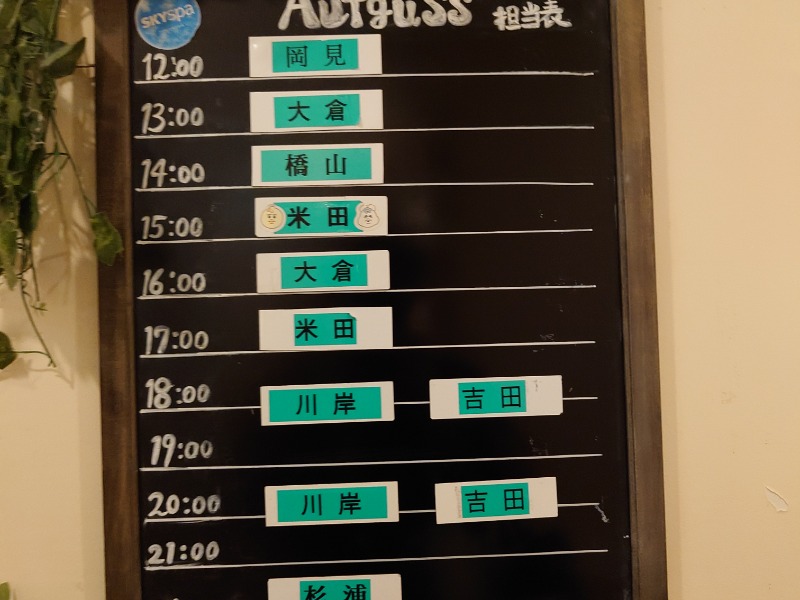 SKYSpa
Aufguss 担当表
12:00 岡見
13:00 大倉
14:00 橋山
15:00 米田
16:00 大倉
17:00 米田
18:00 川岸 吉田
19:00
20:00 川岸 吉田
21:00
杉浦